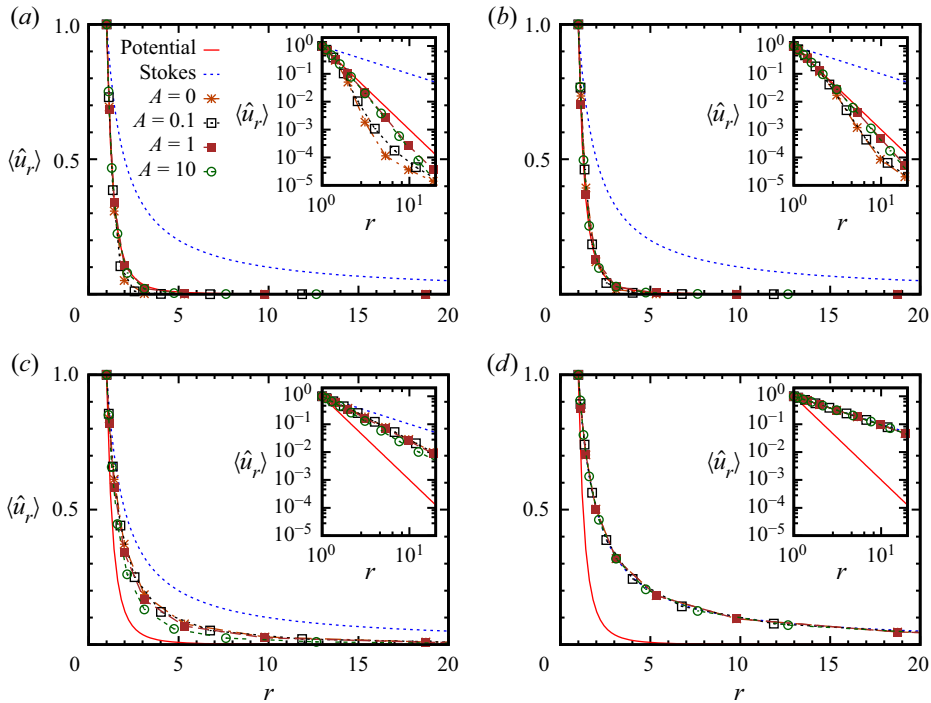 (a)
1.0
0.5
⟨û_r⟩
Potential
Stokes
A = 0
A = 0.1
A = 1
A = 10
⟨û_r⟩
10^0
10^−1
10^−2
10^−3
10^−4
10^−5
10^0 10^1
r
0 5 10 15 20
(b)
1.0
0.5
⟨û_r⟩
10^0
10^−1
10^−2
10^−3
10^−4
10^−5
10^0 10^1
r
0 5 10 15 20
(c)
1.0
0.5
⟨û_r⟩
⟨û_r⟩
10^0
10^−1
10^−2
10^−3
10^−4
10^−5
10^0 10^1
r
0 5 10 15 20
r
(d)
1.0
0.5
⟨û_r⟩
10^0
10^−1
10^−2
10^−3
10^−4
10^−5
10^0 10^1
r
0 5 10 15 20
r